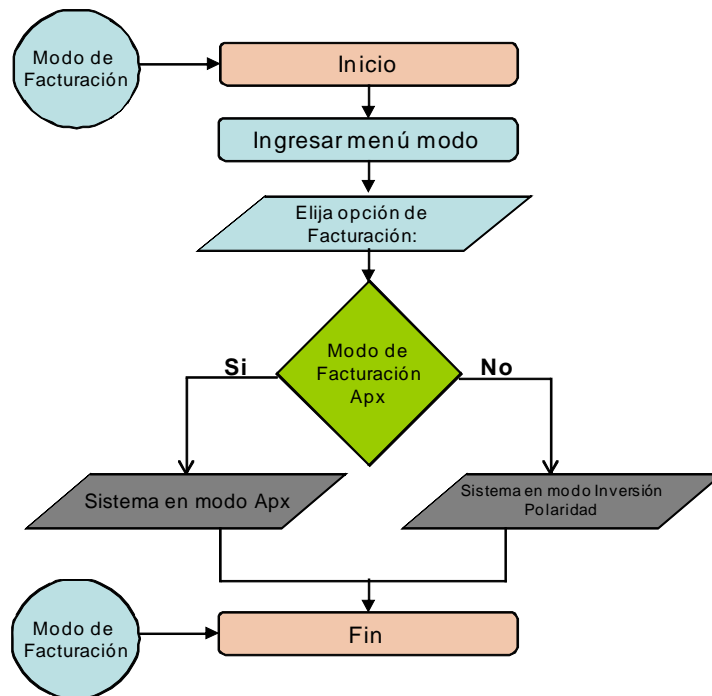 Modo de
Facturación
Inicio
Ingresar menú modo
Elija opción de
Facturación:
Modo de
Facturación
Apx
Si
No
Sistema en modo Apx
Sistema en modo Inversión
Polaridad
Modo de
Facturación
Fin